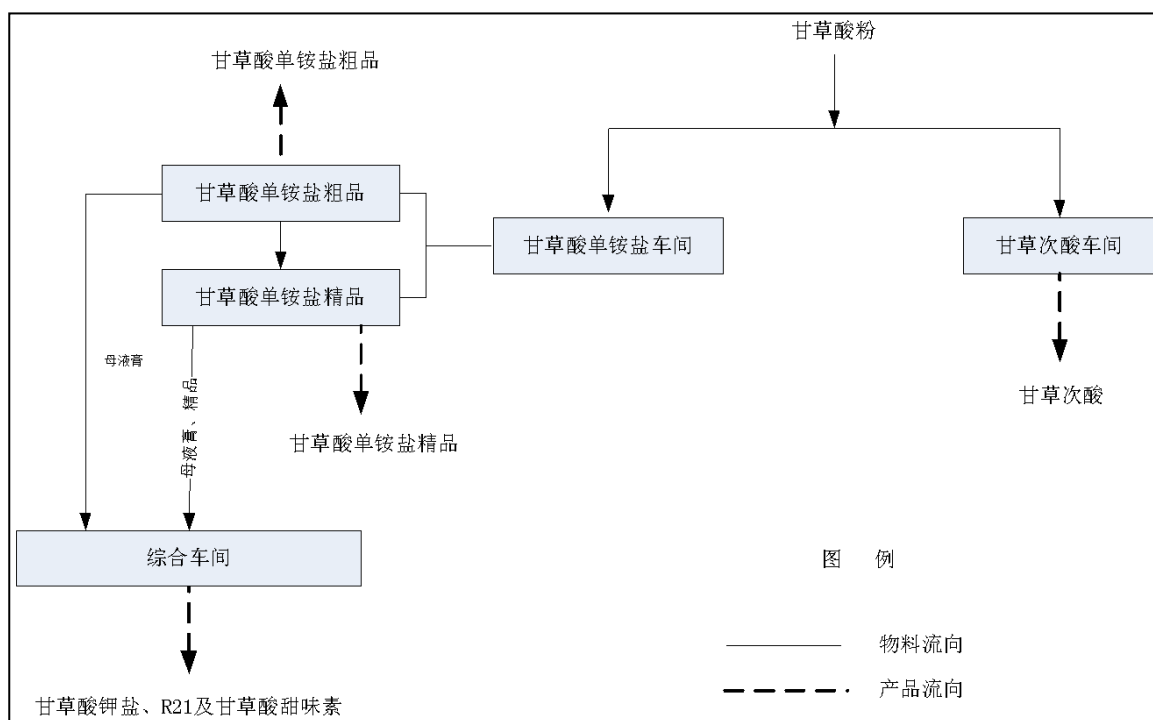 甘草酸粉
甘草酸单铵盐粗品
甘草酸单铵盐粗品
甘草酸单铵盐车间
甘草次酸车间
甘草酸单铵盐精品
母液膏
母液膏、精品
甘草次酸
甘草酸单铵盐精品
综合车间
图 例
物料流向
产品流向
甘草酸钾盐、R21及甘草酸甜味素